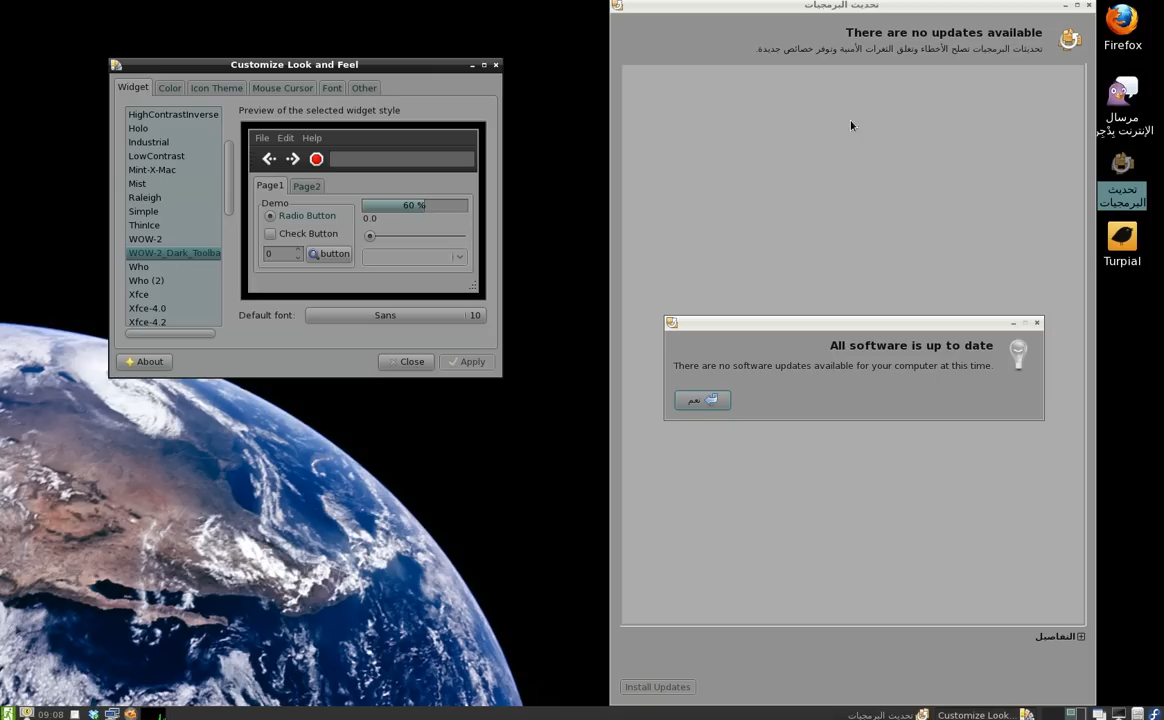 Customize Look and Feel
Widget
Color
Icon Theme
Mouse Cursor
Font
Other
HighContrastInverse
Holo
Industrial
LowContrast
Mint-X-Mac
Mist
Raleigh
Simple
ThinIce
WOW-2
WOW-2_Dark_Toolba
Who
Who (2)
Xfce
Xfce-4.0
Xfce-4.2
Preview of the selected widget style
File
Edit
Help
Page1
Page2
Demo
Radio Button
Check Button
0
button
60 %
0.0
Default font:
Sans
10
About
Close
Apply
تحديث البرمجيات
There are no updates available
تحديثات البرمجيات تصلح الأخطاء وتغلق الثغرات الأمنية وتوفر خصائص جديدة.
All software is up to date
There are no software updates available for your computer at this time.
نعم
التفاصيل
Install Updates
Firefox
مرسال
الإنترنت پِدْچِن
تحديث
البرمجيات
Turpial
09:08
تحديث البرمجيات
Customize Look...